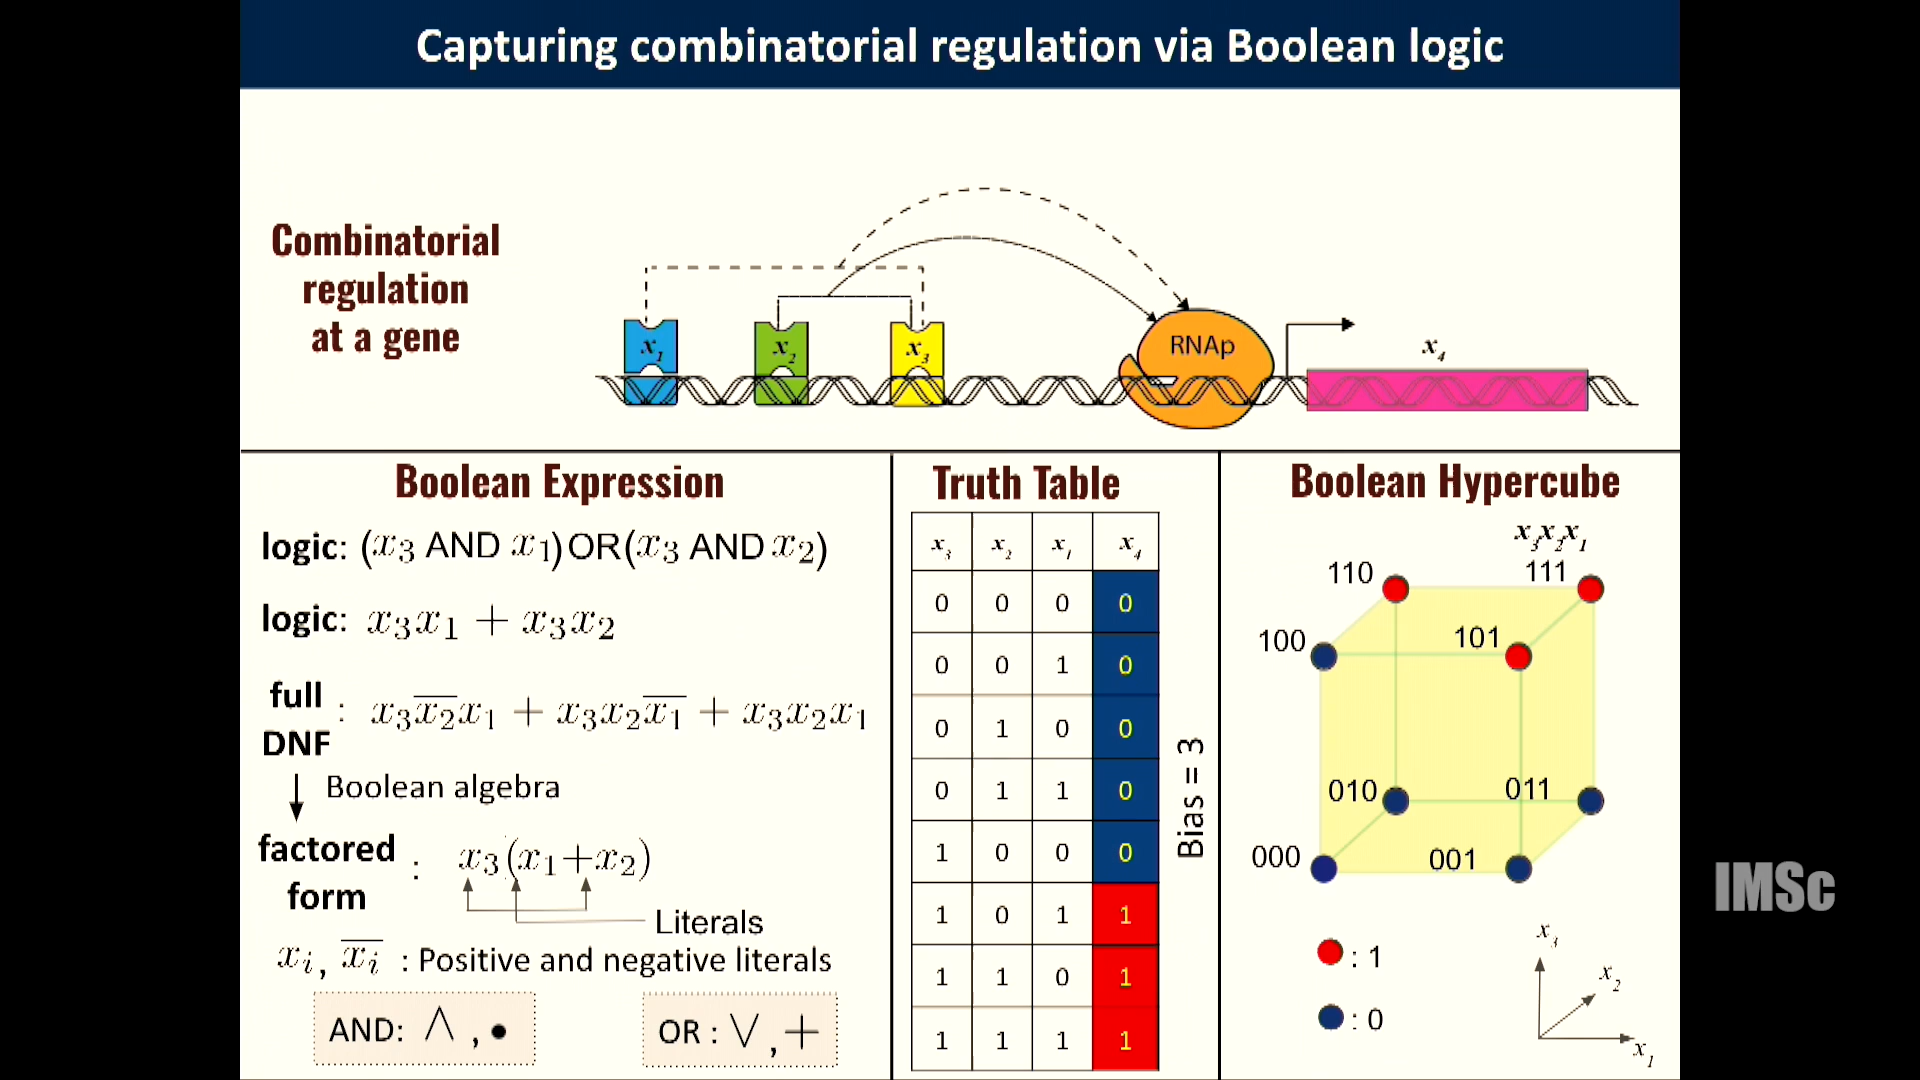 Capturing combinatorial regulation via Boolean logic
Combinatorial
regulation
at a gene
x₁
x₂
x₃
RNAp
x₄
Boolean Expression
logic: (x₃ AND x₁) OR (x₃ AND x₂)
logic: x₃x₁ + x₃x₂
full DNF : x₃x̅₂x₁ + x₃x₂x̅₁ + x₃x₂x₁
Boolean algebra
factored form : x₃(x₁+x₂)
Literals
xᵢ, x̅ᵢ : Positive and negative literals
AND: ∧ , •
OR : ∨ , +
Truth Table
x₃ x₂ x₁ x₄
0 0 0 0
0 0 1 0
0 1 0 0
0 1 1 0
1 0 0 0
1 0 1 1
1 1 0 1
1 1 1 1
Bias = 3
Boolean Hypercube
x₃x₂x₁
110 111
100 101
010 011
000 001
: 1
: 0
x₃
x₂
x₁
IMSc